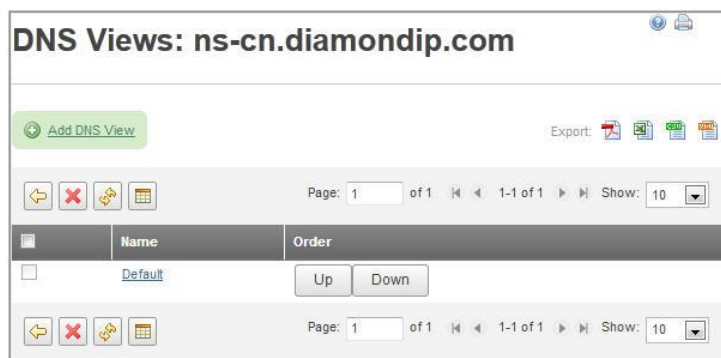 DNS Views: ns-cn.diamondip.com
Add DNS View
Export:
Page: 1 of 1 1-1 of 1 Show: 10
Name Order
Default Up Down
Page: 1 of 1 1-1 of 1 Show: 10